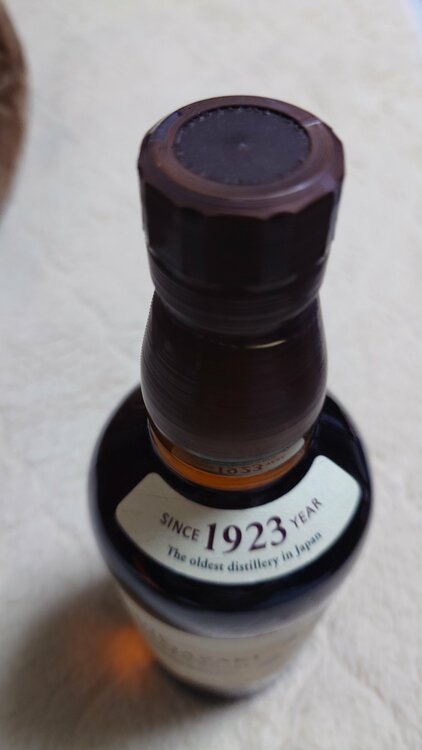 SINCE 1923 YEAR
The oldest distillery in Japan